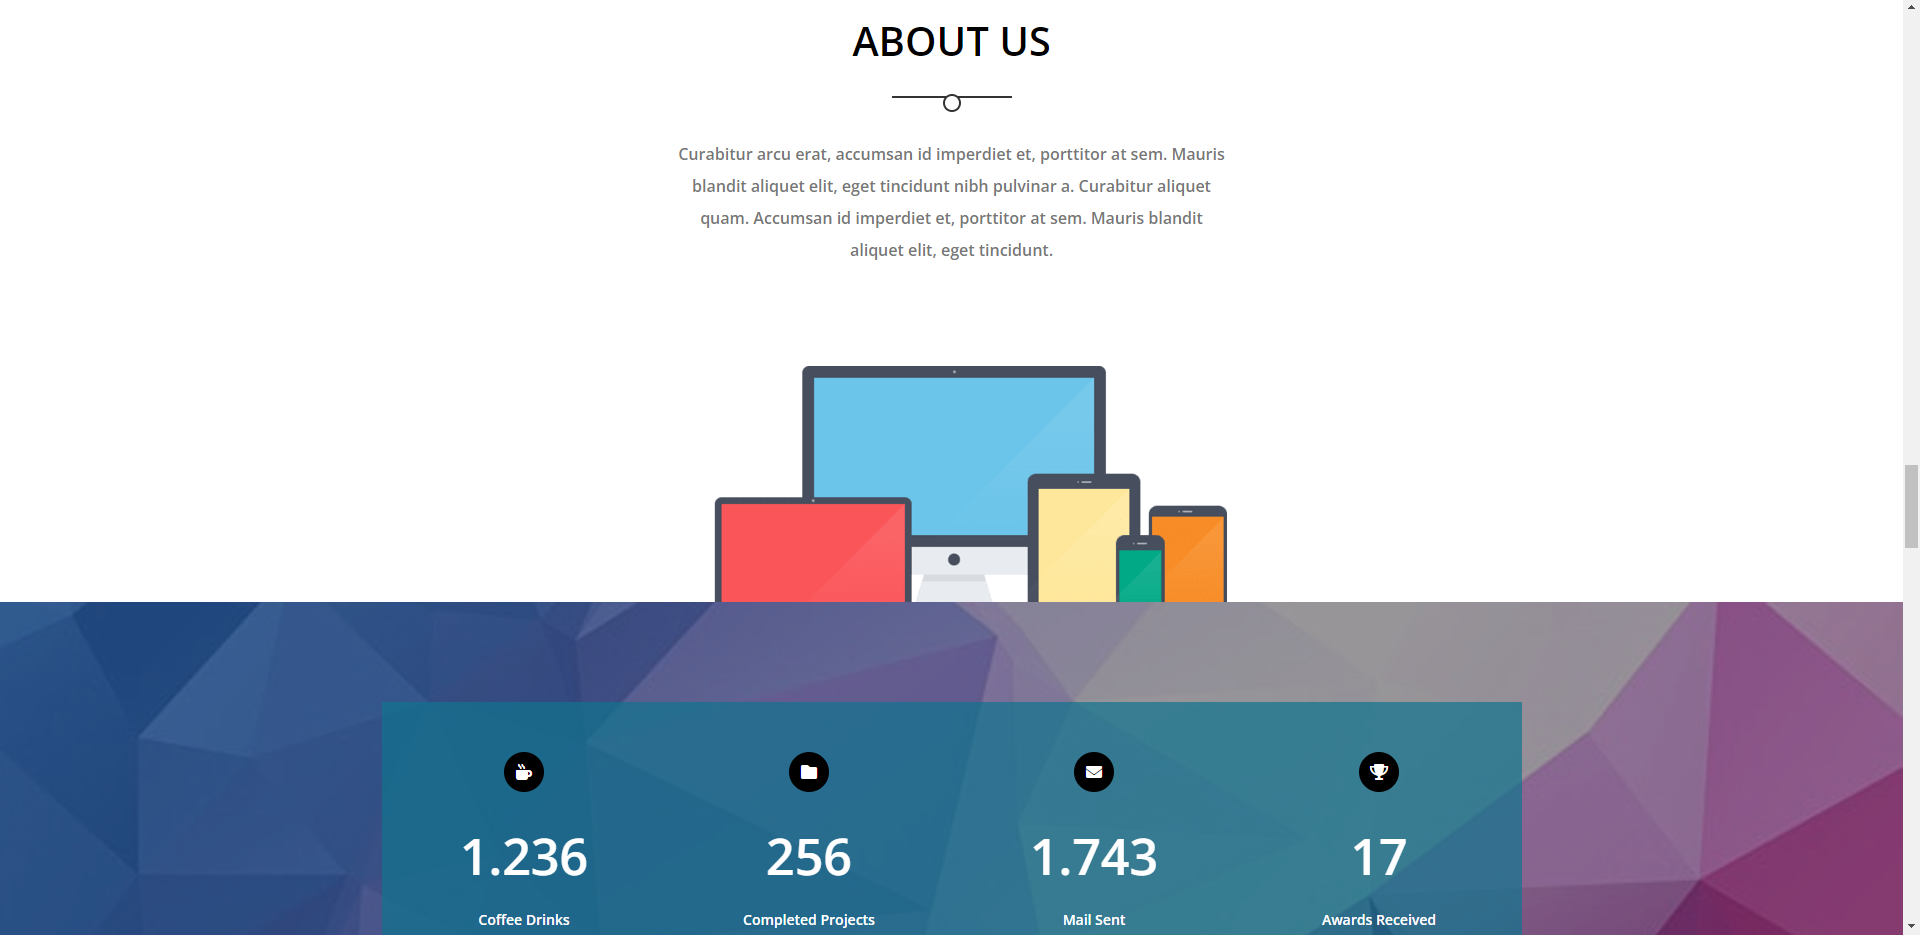 ABOUT US
Curabitur arcu erat, accumsan id imperdiet et, porttitor at sem. Mauris
blandit aliquet elit, eget tincidunt nibh pulvinar a. Curabitur aliquet
quam. Accumsan id imperdiet et, porttitor at sem. Mauris blandit
aliquet elit, eget tincidunt.
1.236 256 1.743 17
Coffee Drinks Completed Projects Mail Sent Awards Received